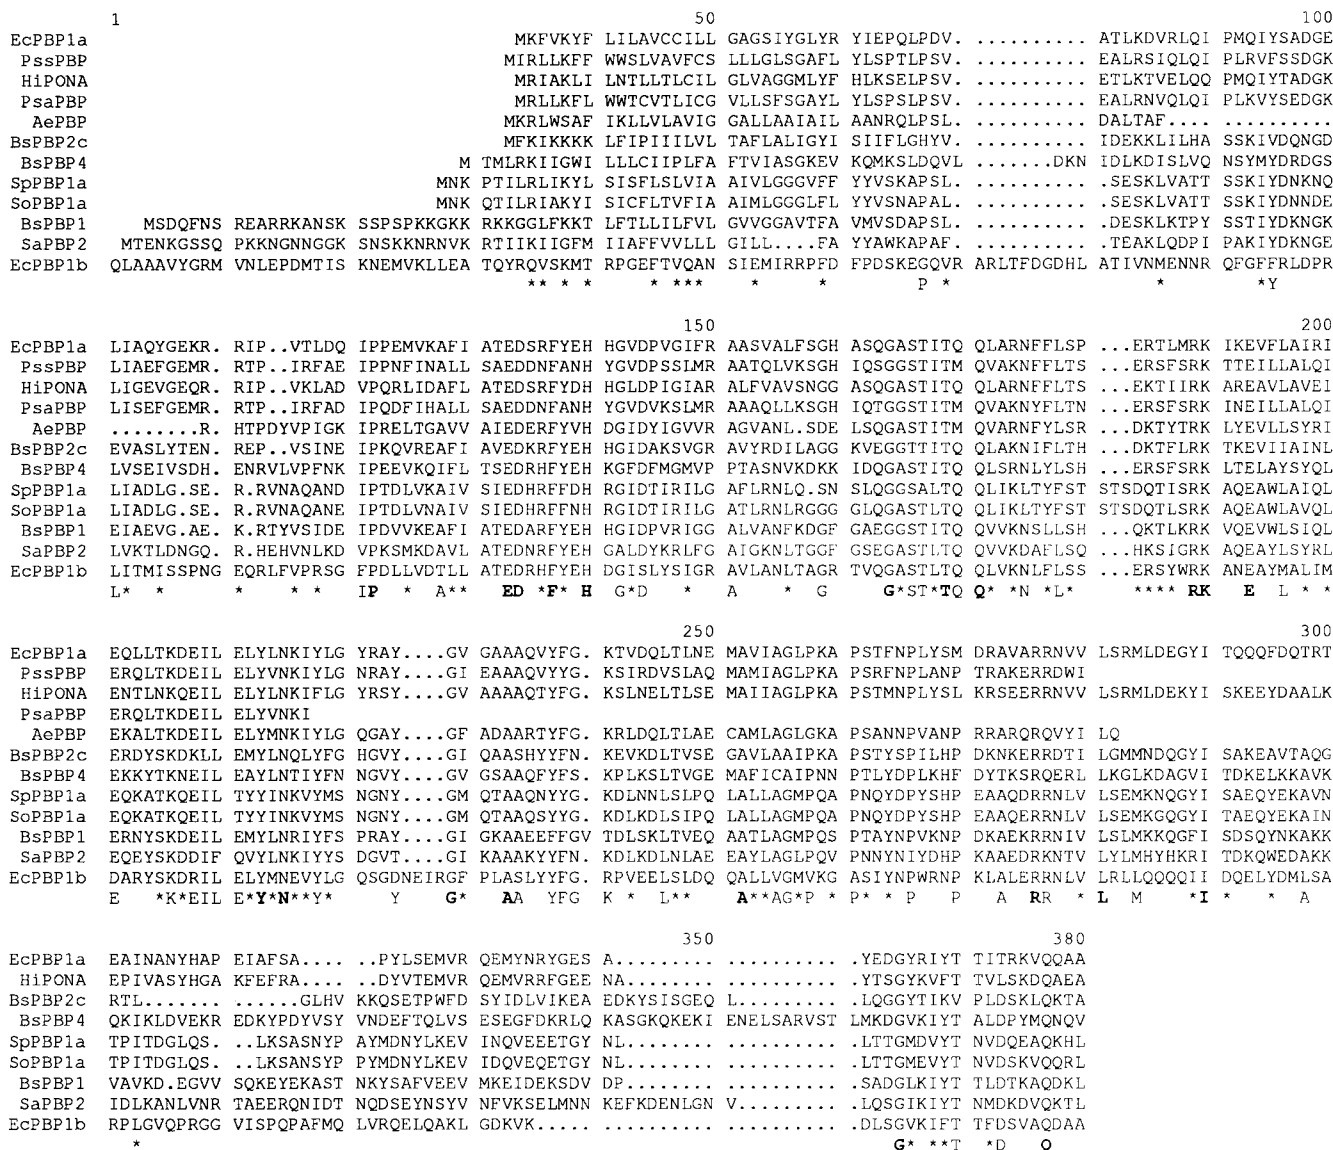 1 50 100
EcPBP1a MKFVKYF LILAVCCILL GAGSIYGLYR YIEPQLPDV. .......... ATLKDVRLQI PMQIYSADGE
PssPBP MIRLLKFF WWSLVAVFCS LLLGLSGAFL YLSPTLPSV. .......... EALRSIQLQI PLRVFSSDGK
HiPONA MRIAKLI LNTLLTLCIL GLVAGGMLYF HLKSELPSV. .......... ETLKTVELQQ PMQIYTADGK
PsaPBP MRLLKFL WWTCVTLICG VLLSFSGAYL YLSPSLPSV. .......... EALRNVQLQI PLKVYSEDGK
AePBP MKRLWSAF IKLLVLAVIG GALLAAIAIL AANRQLPSL. .......... DALTAF.... ..........
BsPBP2c MFKIKKKK LFIPIIILVL TAFLALIGYI SIIFLGHYV. .......... IDEKKLILHA SSKIVDQNGD
BsPBP4 M TMLRKIIGWI LLLCIIPLFA FTVIASGKEV KQMKSLDQVL .......DKN IDLKDISLVQ NSYMYDRDGS
SpPBP1a MNK PTILRLIKYL SISFLSLVIA AIVLGGGVFF YYVSKAPSL. .......... .SESKLVATT SSKIYDNKNQ
SoPBP1a MNK QTILRIAKYI SICFLTVFIA AIMLGGGLFL YYVSNAPAL. .......... .SESKLVATT SSKIYDNNDE
BsPBP1 MSDQFNS REARRKANSK SSPSPKKGKK RKKGGLFKKT LFTLLILFVL GVVGGAVTFA VMVSDAPSL. .......... .DESKLKTPY SSTIYDKNGK
SaPBP2 MTENKGSSQ PKKNGNNGGK SNSKKNRNVK RTIIKIIGFM IIAFFVVLLL GILL....FA YYAWKAPAF. .......... .TEAKLQDPI PAKIYDKNGE
EcPBP1b QLAAAVYGRM VNLEPDMTIS KNEMVKLLEA TQYRQVSKMT RPGEFTVQAN SIEMIRRPFD FPDSKEGQVR ARLTFDGDHL ATIVNMENNR QFGFFRLDPR
** * * * *** * * P * * *Y
150 200
EcPBP1a LIAQYGEKR. RIP..VTLDQ IPPEMVKAFI ATEDSRFYEH HGVDPVGIFR AASVALFSGH ASQGASTITQ QLARNFFLSP ...ERTLMRK IKEVFLAIRI
PssPBP LIAEFGEMR. RTP..IRFAE IPPNFINALL SAEDDNFANH YGVDPSSLMR AATQLVKSGH IQSGGSTITM QVAKNFFLTS ...ERSFSRK TTEILLALQI
HiPONA LIGEVGEQR. RIP..VKLAD VPQRLIDAFL ATEDSRFYDH HGLDPIGIAR ALFVAVSNGG ASQGASTITQ QLARNFFLTS ...EKTIIRK AREAVLAVEI
PsaPBP LISEFGEMR. RTP..IRFAD IPQDFIHALL SAEDDNFANH YGVDVKSLMR AAAQLLKSGH IQTGGSTITM QVAKNYFLTN ...ERSFSRK INEILLALQI
AePBP ........R. HTPDYVPIGK IPRELTGAVV AIEDERFYVH DGIDYIGVVR AGVANL.SDE LSQGASTITM QVARNFYLSR ...DKTYTRK LYEVLLSYRI
BsPBP2c EVASLYTEN. REP..VSINE IPKQVREAFI AVEDKRFYEH HGIDAKSVGR AVYRDILAGG KVEGGTTITQ QLAKNIFLTH ...DKTFLRK TKEVIIAINL
BsPBP4 LVSEIVSDH. ENRVLVPFNK IPEEVKQIFL TSEDRHFYEH KGFDFMGMVP PTASNVKDKK IDQGASTITQ QLSRNLYLSH ...ERSFSRK LTELAYSYQL
SpPBP1a LIADLG.SE. R.RVNAQAND IPTDLVKAIV SIEDHRFFDH RGIDTIRILG AFLRNLQ.SN SLQGGSALTQ QLIKLTYFST STSDQTISRK AQEAWLAIQL
SoPBP1a LIADLG.SE. R.RVNAQANE IPTDLVNAIV SIEDHRFFNH RGIDTIRILG ATLRNLRGGG GLQGASTLTQ QLIKLTYFST STSDQTLSRK AQEAWLAVQL
BsPBP1 EIAEVG.AE. K.RTYVSIDE IPDVVKEAFI ATEDARFYEH HGIDPVRIGG ALVANFKDGF GAEGGSTITQ QVVKNSLLSH ...QKTLKRK VQEVWLSIQL
SaPBP2 LVKTLDNGQ. R.HEHVNLKD VPKSMKDAVL ATEDNRFYEH GALDYKRLFG AIGKNLTGGF GSEGASTLTQ QVVKDAFLSQ ...HKSIGRK AQEAYLSYRL
EcPBP1b LITMISSPNG EQRLFVPRSG FPDLLVDTLL ATEDRHFYEH DGISLYSIGR AVLANLTAGR TVQGASTLTQ QLVKNLFLSS ...ERSYWRK ANEAYMALIM
L* * * * * IP * A** ED *F* H G*D * A * G G*ST*TQ Q* *N *L* **** RK E L * *
250 300
EcPBP1a EQLLTKDEIL ELYLNKIYLG YRAY....GV GAAAQVYFG. KTVDQLTLNE MAVIAGLPKA PSTFNPLYSM DRAVARRNVV LSRMLDEGYI TQQQFDQTRT
PssPBP ERQLTKDEIL ELYVNKIYLG NRAY....GI EAAAQVYYG. KSIRDVSLAQ MAMIAGLPKA PSRFNPLANP TRAKERRDWI
HiPONA ENTLNKQEIL ELYLNKIFLG YRSY....GV AAAAQTYFG. KSLNELTLSE MAIIAGLPKA PSTMNPLYSL KRSEERRNVV LSRMLDEKYI SKEEYDAALK
PsaPBP ERQLTKDEIL ELYVNKI
AePBP EKALTKDEIL ELYMNKIYLG QGAY....GF ADAARTYFG. KRLDQLTLAE CAMLAGLGKA PSANNPVANP RRARQRQVYI LQ
BsPBP2c ERDYSKDKLL EMYLNQLYFG HGVY....GI QAASHYYFN. KEVKDLTVSE GAVLAAIPKA PSTYSPILHP DKNKERRDTI LGMMNDQGYI SAKEAVTAQG
BsPBP4 EKKYTKNEIL EAYLNTIYFN NGVY....GV GSAAQFYFS. KPLKSLTVGE MAFICAIPNN PTLYDPLKHF DYTKSRQERL LKGLKDAGVI TDKELKKAVK
SpPBP1a EQKATKQEIL TYYINKVYMS NGNY....GM QTAAQNYYG. KDLNNLSLPQ LALLAGMPQA PNQYDPYSHP EAAQDRRNLV LSEMKNQGYI SAEQYEKAVN
SoPBP1a EQKATKQEIL TYYINKVYMS NGNY....GM QTAAQSYYG. KDLKDLSIPQ LALLAGMPQA PNQYDPYSHP EAAQERRNLV LSEMKGQGYI TAEQYEKAIN
BsPBP1 ERNYSKDEIL EMYLNRIYFS PRAY....GI GKAAEEFFGV TDLSKLTVEQ AATLAGMPQS PTAYNPVKNP DKAEKRRNIV LSLMKKQGFI SDSQYNKAKK
SaPBP2 EQEYSKDDIF QVYLNKIYYS DGVT....GI KAAAKYYFN. KDLKDLNLAE EAYLAGLPQV PNNYNIYDHP KAAEDRKNTV LYLMHYHKRI TDKQWEDAKK
EcPBP1b DARYSKDRIL ELYMNEVYLG QSGDNEIRGF PLASLYYFG. RPVEELSLDQ QALLVGMVKG ASIYNPWRNP KLALERRNLV LRLLQQQQII DQELYDMLSA
E *K*EIL E*Y*N**Y* Y G* AA YFG K * L** A**AG*P * P* * P P A RR * L M *I * * A
350 380
EcPBP1a EAINANYHAP EIAFSA.... .PYLSEMVR QEMYNRYGES A......... .......... .YEDGYRIYT TITRKVQQAA
HiPONA EPIVASYHGA KFEFRA.... .DYVTEMVR QEMVRRFGEE NA........ .......... .YTSGYKVFT TVLSKDQAEA
BsPBP2c RTL....... ......GLHV KKQSETPWFD SYIDLVIKEA EDKYSISGEQ L......... .LQGGYTIKV PLDSKLQKTA
BsPBP4 QKIKLDVEKR EDKYPDYVSY VNDEFTQLVS ESEGFDKRLQ KASGKQKEKI ENELSARVST LMKDGVKIYT ALDPYMQNQV
SpPBP1a TPITDGLQS. ..LKSASNYP AYMDNYLKEV INQVEEETGY NL........ .......... .LTTGMDVYT NVDQEAQKHL
SoPBP1a TPITDGLQS. ..LKSANSYP PYMDNYLKEV IDQVEQETGY NL........ .......... .LTTGMEVYT NVDSKVQQRL
BsPBP1 VAVKD.EGVV SQKEYEKAST NKYSAFVEEV MKEIDEKSDV DP........ .......... .SADGLKIYT TLDTKAQDKL
SaPBP2 IDLKANLVNR TAEERQNIDT NQDSEYNSYV NFVKSELMNN KEFKDENLGN V......... .LQSGIKIYT NMDKDVQKTL
EcPBP1b RPLGVQPRGG VISPQPAFMQ LVRQELQAKL GDKVK..... .......... .......... .DLSGVKIFT TFDSVAQDAA
* G* **T *D Q